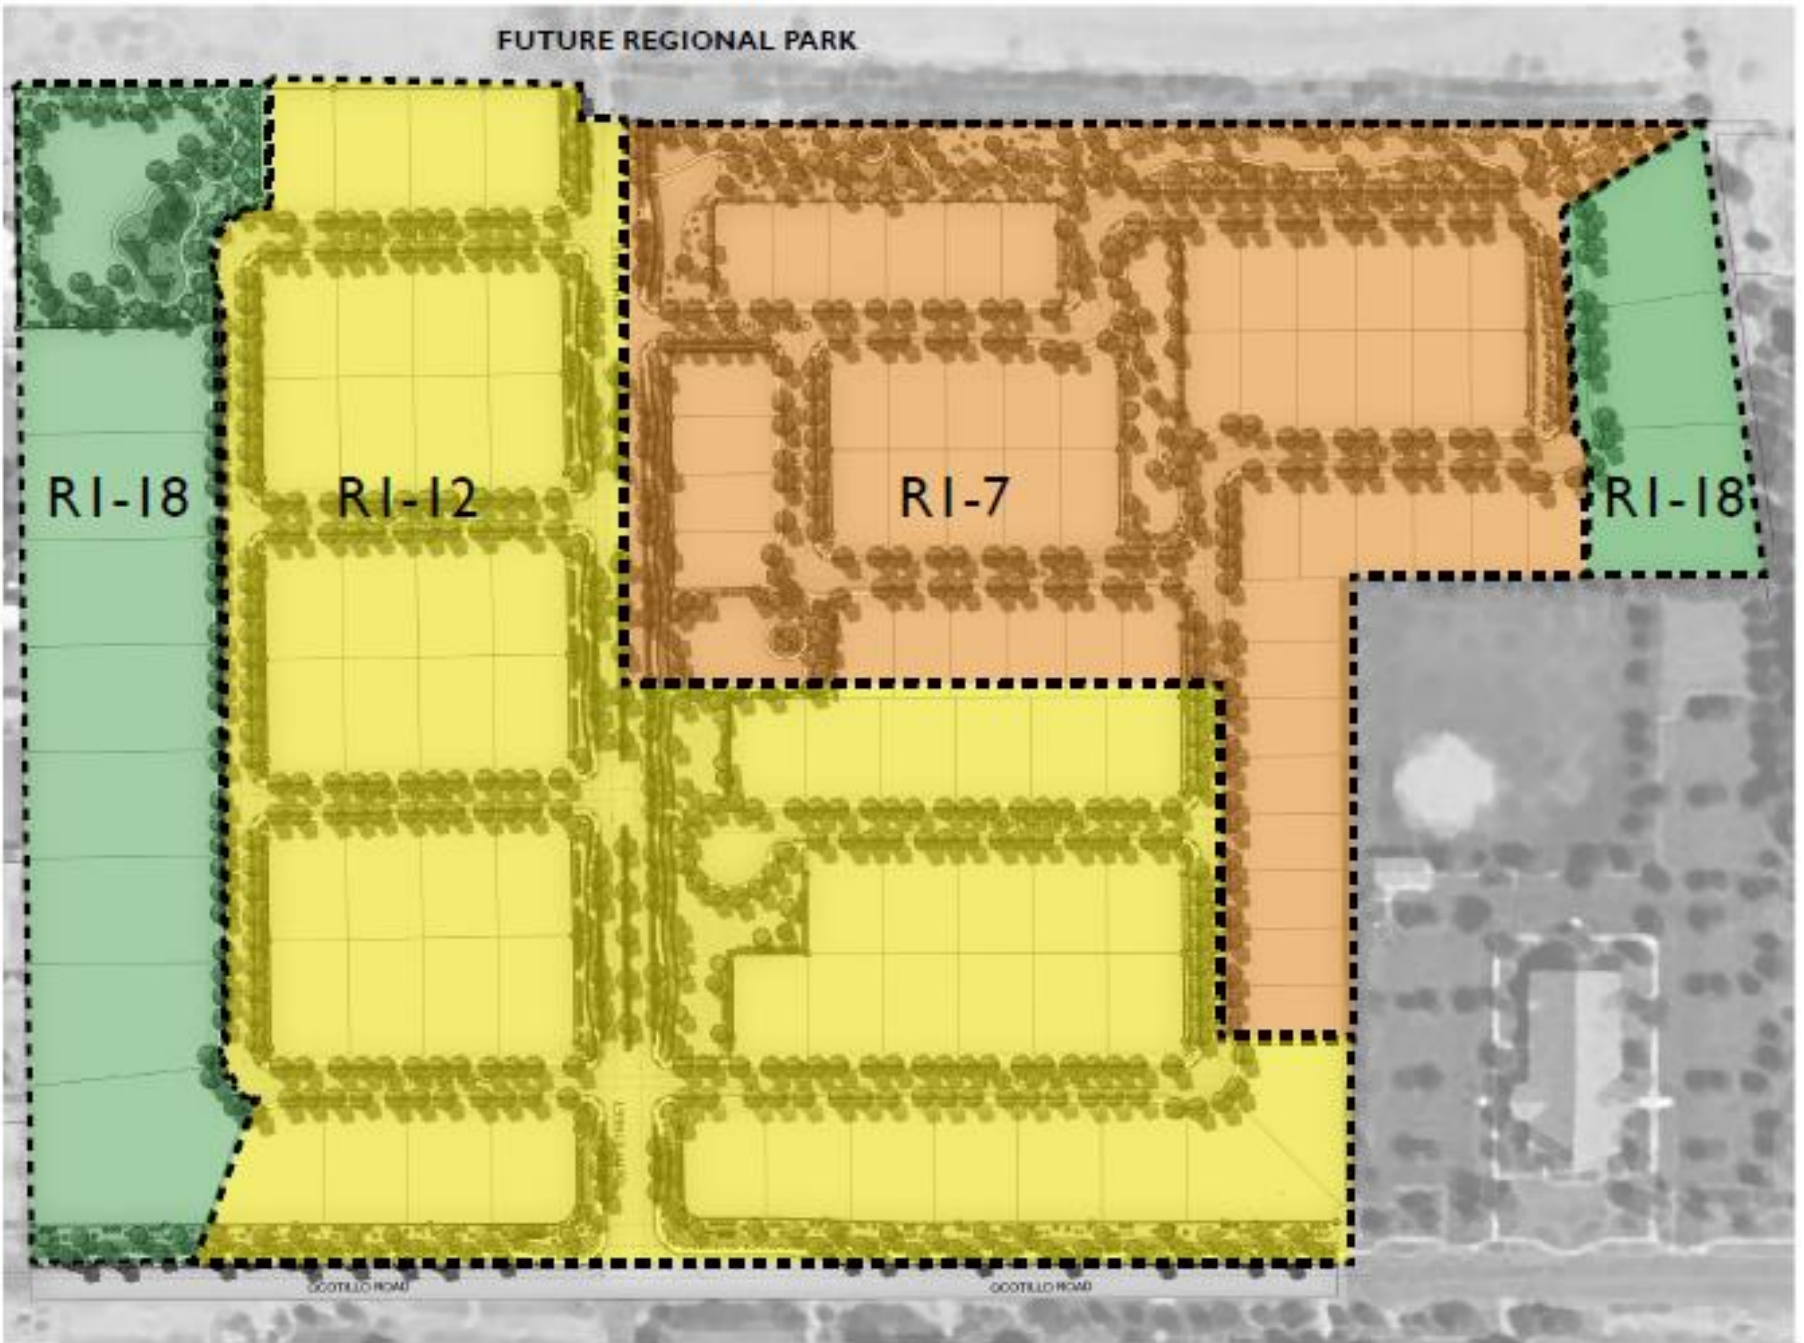 FUTURE REGIONAL PARK
R1-18
R1-12
R1-7
R1-18
OCOTILLO ROAD
OCOTILLO ROAD